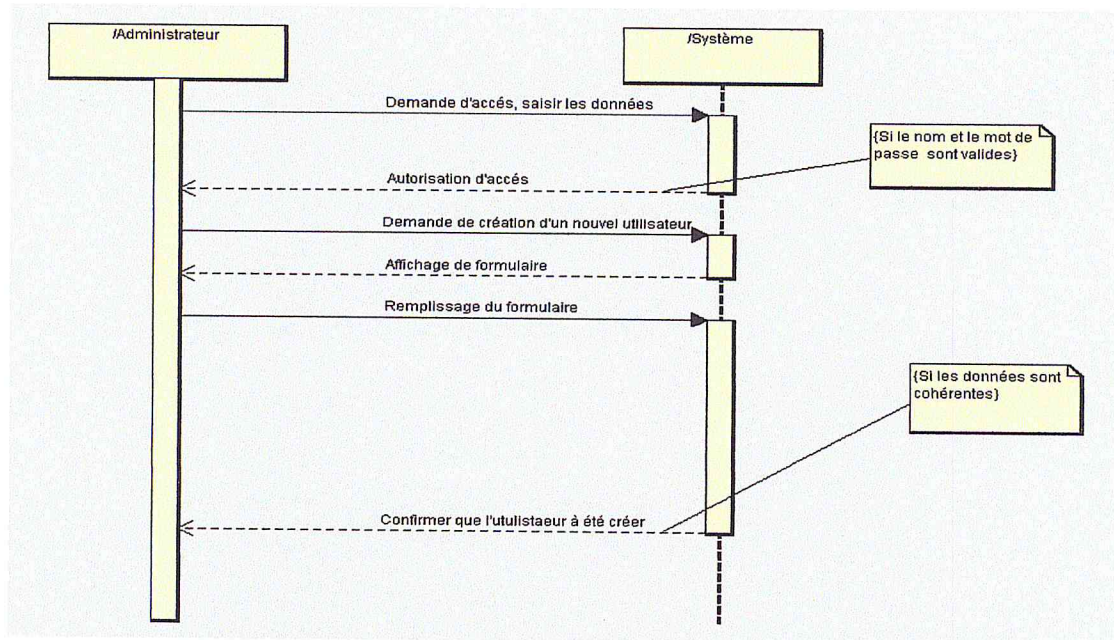 /Administrateur
/Système
Demande d'accés, saisir les données
{Si le nom et le mot de
passe sont valides}
Autorisation d'accés
Demande de création d'un nouvel utilisateur
Affichage de formulaire
Remplissage du formulaire
{Si les données sont
cohérentes}
Confirmer que l'utulistaeur à été créer